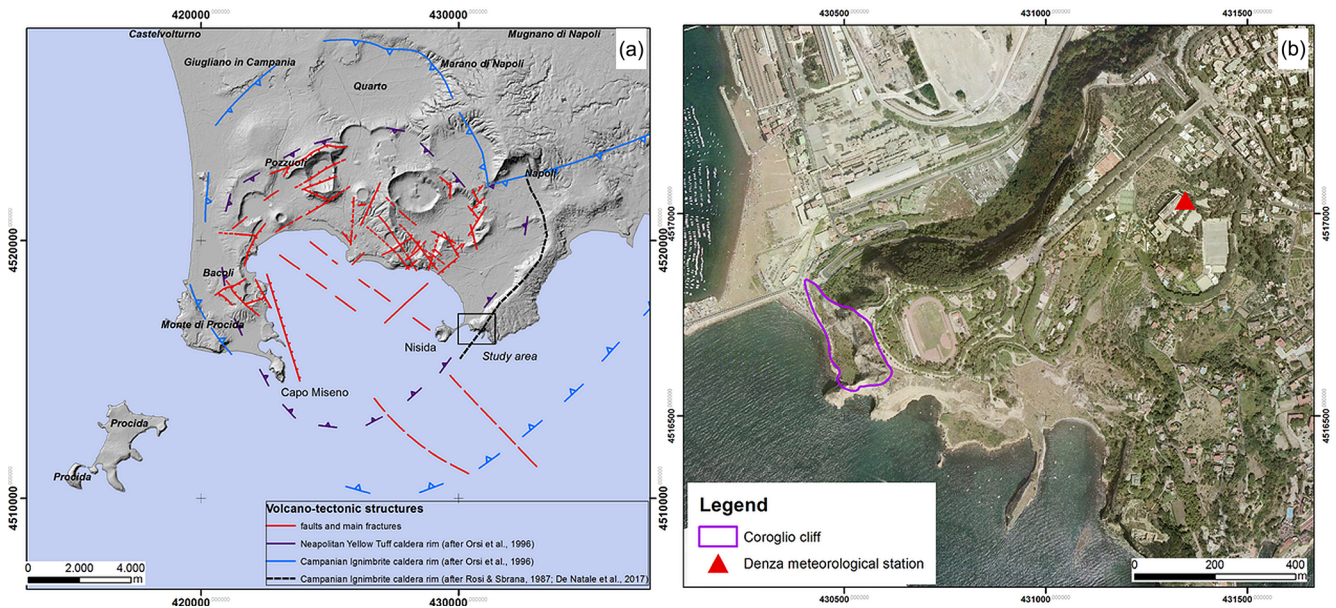 420000
430000
430500
431000
431500
(a)
(b)
Castelvolturno
Mugnano di Napoli
Giugliano in Campania
Marano di Napoli
Quarto
Pozzuoli
Napoli
4520000
4520000
4517000
4517000
Bacoli
Monte di Procida
Nisida
Study area
Capo Miseno
Procida
Procida
4516500
4516500
4510000
4510000
Volcano-tectonic structures
faults and main fractures
Neapolitan Yellow Tuff caldera rim (after Orsi et al., 1996)
Campanian Ignimbrite caldera rim (after Orsi et al., 1996)
Campanian Ignimbrite caldera rim (after Rosi & Sbrana, 1987; De Natale et al., 2017)
0 2.000 4.000
m
Legend
Coroglio cliff
Denza meteorological station
0 200 400
m
420000
430000
430500
431000
431500